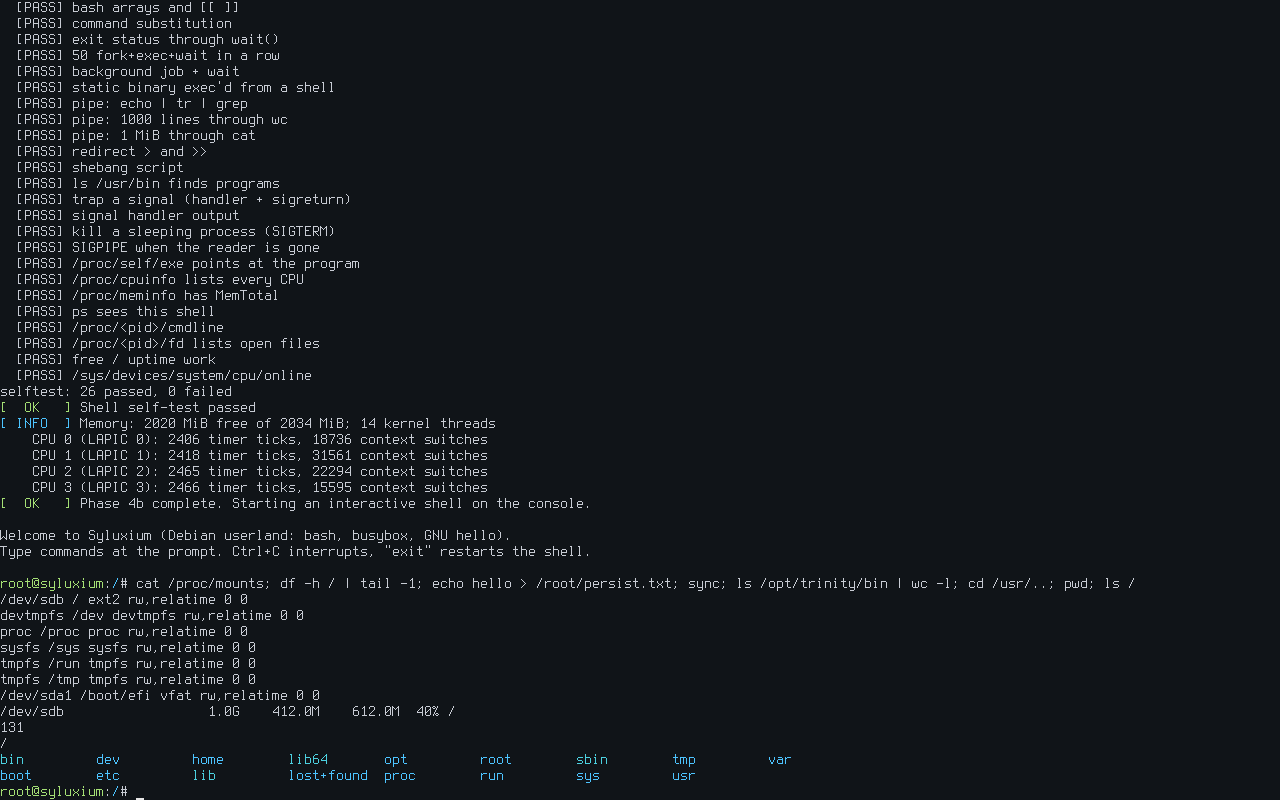 [PASS] bash arrays and [[ ]]
[PASS] command substitution
[PASS] exit status through wait()
[PASS] 50 fork+exec+wait in a row
[PASS] background job + wait
[PASS] static binary exec'd from a shell
[PASS] pipe: echo | tr | grep
[PASS] pipe: 1000 lines through wc
[PASS] pipe: 1 MiB through cat
[PASS] redirect > and >>
[PASS] shebang script
[PASS] ls /usr/bin finds programs
[PASS] trap a signal (handler + sigreturn)
[PASS] signal handler output
[PASS] kill a sleeping process (SIGTERM)
[PASS] SIGPIPE when the reader is gone
[PASS] /proc/self/exe points at the program
[PASS] /proc/cpuinfo lists every CPU
[PASS] /proc/meminfo has MemTotal
[PASS] ps sees this shell
[PASS] /proc/<pid>/cmdline
[PASS] /proc/<pid>/fd lists open files
[PASS] free / uptime work
[PASS] /sys/devices/system/cpu/online
selftest: 26 passed, 0 failed
[  OK   ] Shell self-test passed
[ INFO  ] Memory: 2020 MiB free of 2034 MiB; 14 kernel threads
CPU 0 (LAPIC 0): 2406 timer ticks, 18736 context switches
CPU 1 (LAPIC 1): 2418 timer ticks, 31561 context switches
CPU 2 (LAPIC 2): 2465 timer ticks, 22294 context switches
CPU 3 (LAPIC 3): 2466 timer ticks, 15595 context switches
[  OK   ] Phase 4b complete. Starting an interactive shell on the console.
Welcome to Syluxium (Debian userland: bash, busybox, GNU hello).
Type commands at the prompt. Ctrl+C interrupts, "exit" restarts the shell.
root@syluxium:/# cat /proc/mounts; df -h / | tail -1; echo hello > /root/persist.txt; sync; ls /opt/trinity/bin | wc -l; cd /usr/..; pwd; ls /
/dev/sdb / ext2 rw,relatime 0 0
devtmpfs /dev devtmpfs rw,relatime 0 0
proc /proc proc rw,relatime 0 0
sysfs /sys sysfs rw,relatime 0 0
tmpfs /run tmpfs rw,relatime 0 0
tmpfs /tmp tmpfs rw,relatime 0 0
/dev/sda1 /boot/efi vfat rw,relatime 0 0
/dev/sdb                  1.0G    412.0M    612.0M  40% /
131
/
bin         dev         home        lib64       opt         root        sbin        tmp         var
boot        etc         lib         lost+found  proc        run         sys         usr
root@syluxium:/#